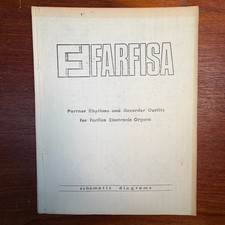 FARFISA
Partner Rhythms and Recorder Outfits
For Farfisa Electronic Organs
schematic diagrams